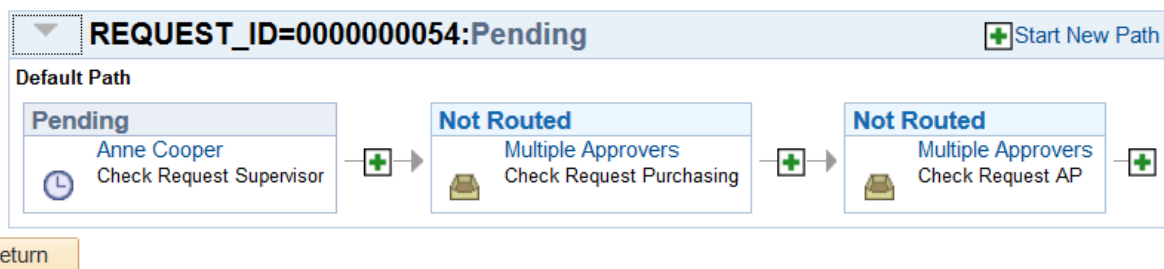 REQUEST_ID=0000000054:Pending
Start New Path
Default Path
Pending
Anne Cooper
Check Request Supervisor
Not Routed
Multiple Approvers
Check Request Purchasing
Not Routed
Multiple Approvers
Check Request AP
eturn